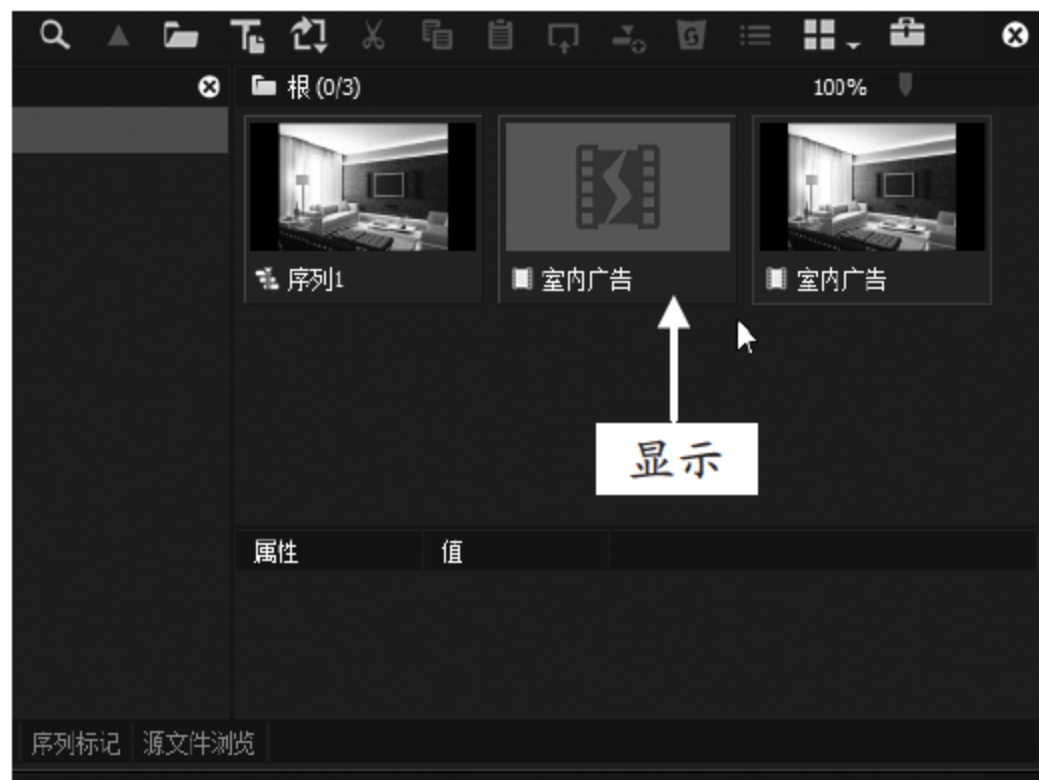 根 (0/3) 100%
序列1 室内广告 室内广告
显示
属性 值
序列标记 源文件浏览